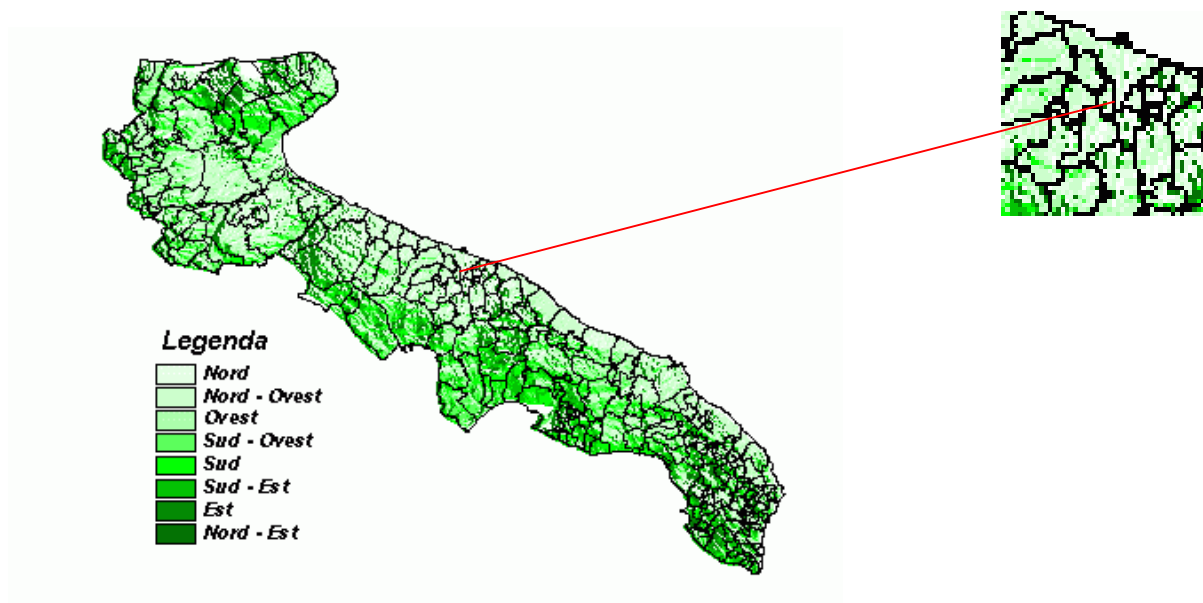 Legenda
Nord
Nord - Ovest
Ovest
Sud - Ovest
Sud
Sud - Est
Est
Nord - Est